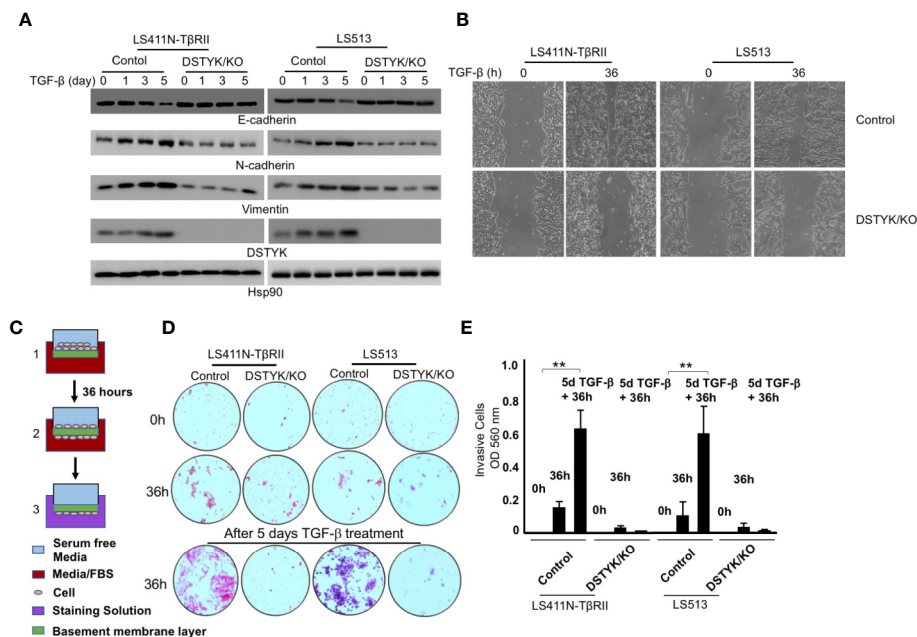 A
LS411N-TβRII LS513
Contol DSTYK/KO Control DSTYK/KO
TGF-β (day) 0 1 3 5 0 1 3 5 0 1 3 5 0 1 3 5
E-cadherin
N-cadherin
Vimentin
DSTYK
Hsp90
B
LS411N-TβRII LS513
TGF-β (h) 0 36 0 36
Control
DSTYK/KO
C
1
36 hours
2
3
Serum free
Media
Media/FBS
Cell
Staining Solution
Basement membrane layer
D
LS411N-TβRII LS513
Control DSTYK/KO Control DSTYK/KO
0h
36h
After 5 days TGF-β treatment
36h
E
Invasive Cells
OD 560 nm
1.0
0.8
0.6
0.4
0.2
0
** **
5d TGF-β 5d TGF-β 5d TGF-β 5d TGF-β
+ 36h + 36h + 36h + 36h
0h 36h 0h 36h 0h 36h 0h 36h
Control DSTYK/KO Control DSTYK/KO
LS411N-TβRII LS513